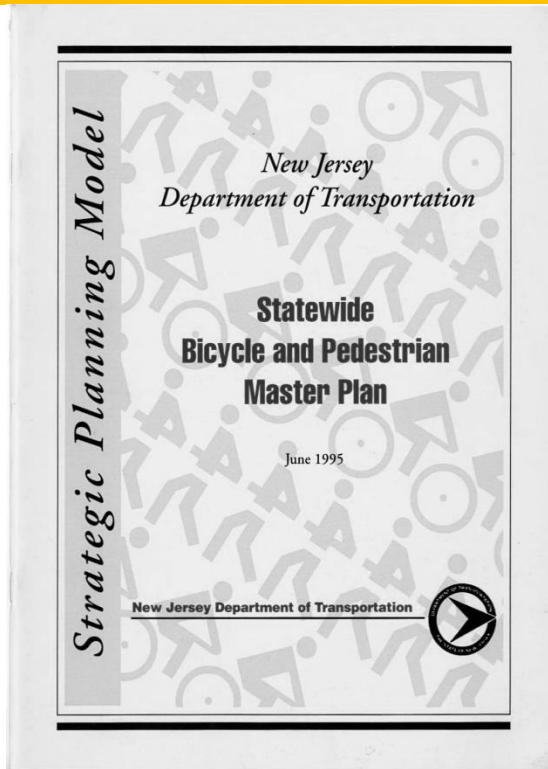 Strategic Planning Model
New Jersey
Department of Transportation
Statewide
Bicycle and Pedestrian
Master Plan
June 1995
New Jersey Department of Transportation